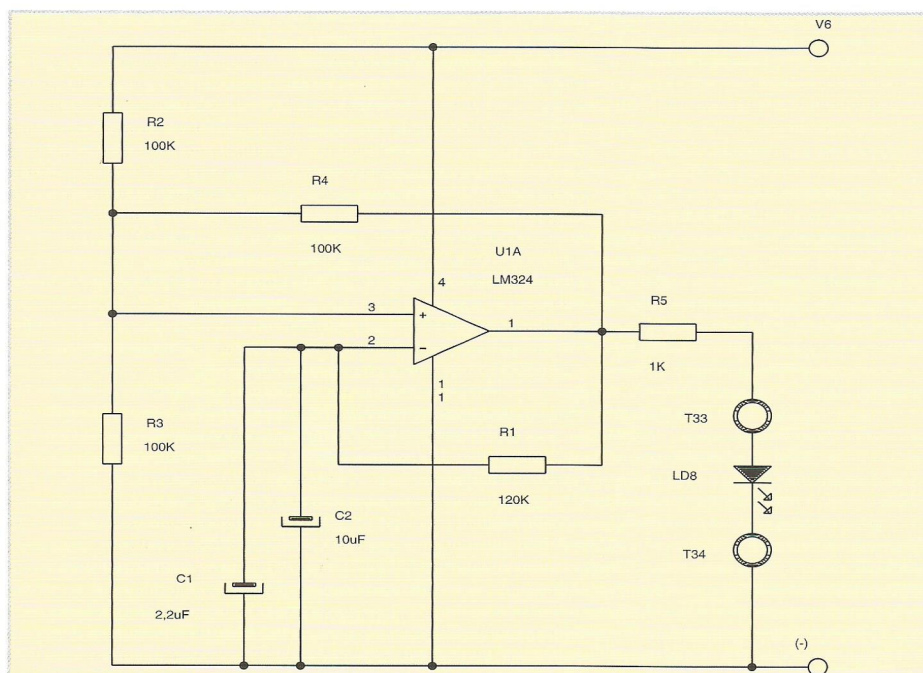 V6
R2
100K
R4
100K
U1A
LM324
4
3
+
1
2
-
R5
1K
1
1
R3
100K
R1
120K
T33
LD8
C2
10uF
T34
C1
2,2uF
(-)